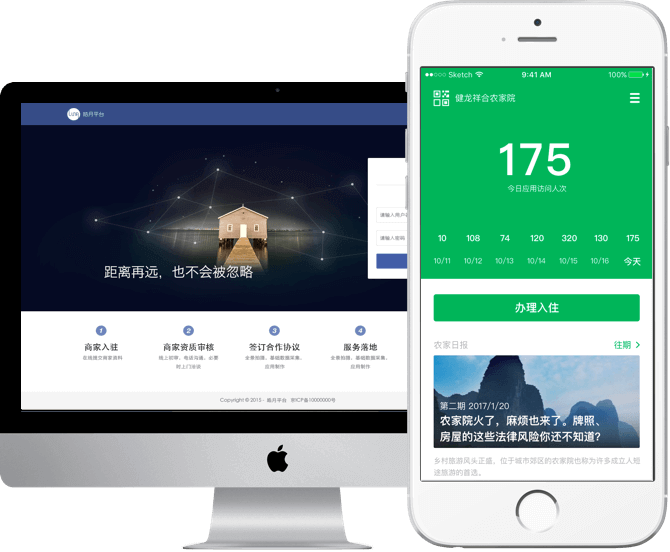 皓月平台
请输入用户名
请输入密码
距离再远，也不会被忽略
1
2
3
4
商家入驻
商家资质审核
签订合作协议
服务落地
在线提交商家资料
线上初审，电话沟通，必要
时上门洽谈
全景拍摄，基础数据采集，
应用制作
全景拍摄，基础数据采集，
应用制作
Copyright © 2015 - 皓月平台 浙ICP备10000000号
Sketch
9:41 AM
100%
健龙祥合农家院
175
今日应用访问人次
10 108 74 120 320 130 175
10/11 10/12 10/13 10/14 10/15 10/16 今天
办理入住
农家日报
往期
第二期 2017/1/20
农家院火了，麻烦也来了。牌照、
房屋的这些法律风险你还不知道？
乡村旅游风头正盛，位于城市郊区的农家院也称为许多成立人短
途旅游的首选。